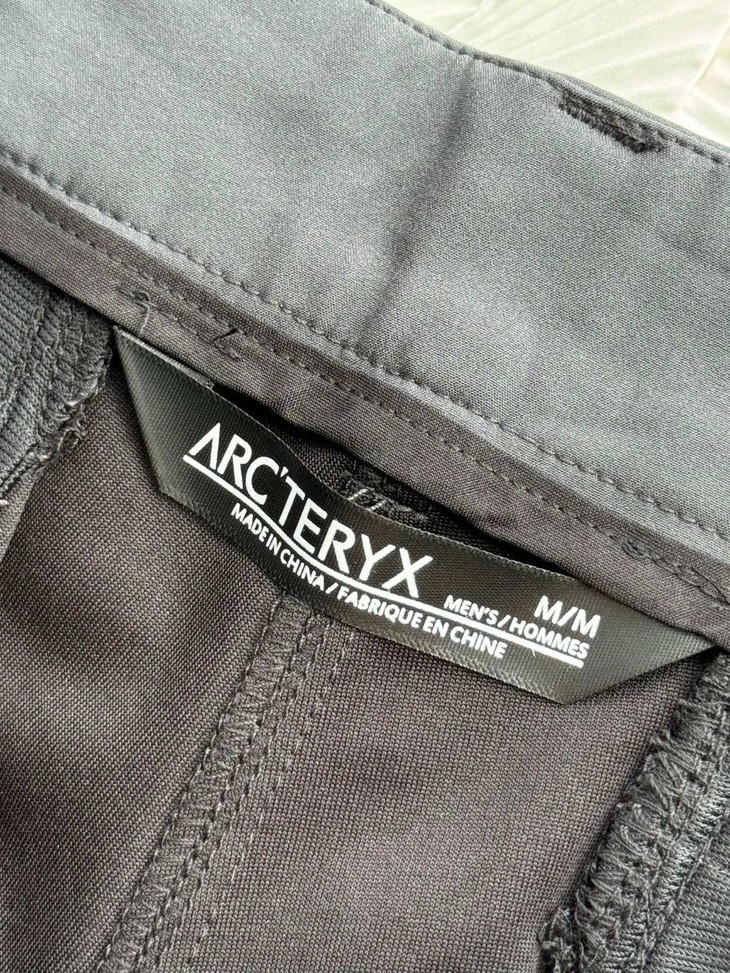 ARC'TERYX
MEN'S/HOMMES M/M
MADE IN CHINA / FABRIQUE EN CHINE